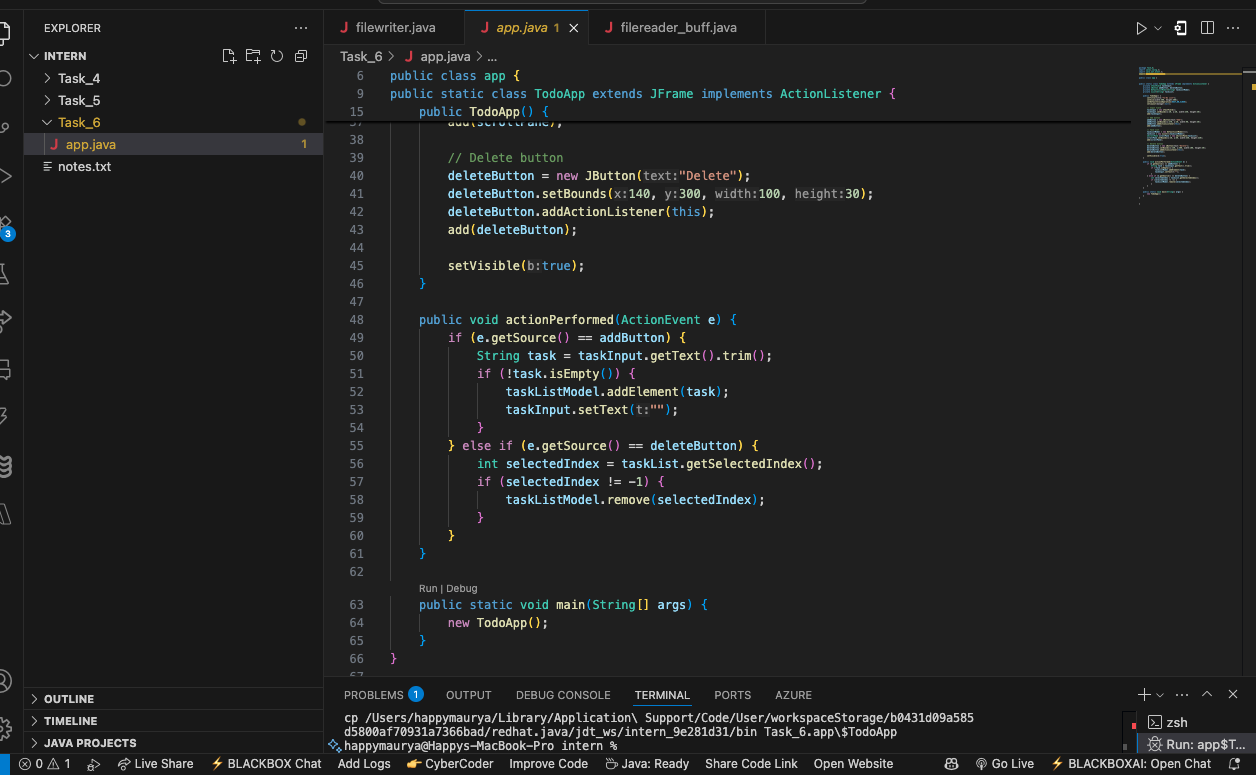 EXPLORER
INTERN
Task_4
Task_5
Task_6
app.java 1
notes.txt
3
OUTLINE
TIMELINE
JAVA PROJECTS
filewriter.java
app.java 1
filereader_buff.java
Task_6 > app.java > ...
6 public class app {
9 public static class TodoApp extends JFrame implements ActionListener {
15 public TodoApp() {
37 add(scrollPane);
38
39 // Delete button
40 deleteButton = new JButton(text:"Delete");
41 deleteButton.setBounds(x:140, y:300, width:100, height:30);
42 deleteButton.addActionListener(this);
43 add(deleteButton);
44
45 setVisible(b:true);
46 }
47
48 public void actionPerformed(ActionEvent e) {
49 if (e.getSource() == addButton) {
50 String task = taskInput.getText().trim();
51 if (!task.isEmpty()) {
52 taskListModel.addElement(task);
53 taskInput.setText(t:"");
54 }
55 } else if (e.getSource() == deleteButton) {
56 int selectedIndex = taskList.getSelectedIndex();
57 if (selectedIndex != -1) {
58 taskListModel.remove(selectedIndex);
59 }
60 }
61 }
62
Run | Debug
63 public static void main(String[] args) {
64 new TodoApp();
65 }
66 }
67
PROBLEMS 1 OUTPUT DEBUG CONSOLE TERMINAL PORTS AZURE
cp /Users/happymaurya/Library/Application\ Support/Code/User/workspaceStorage/b0431d09a585
d5800af70931a7366bad/redhat.java/jdt_ws/intern_9e281d31/bin Task_6.app\$TodoApp
happymaurya@Happys-MacBook-Pro intern %
zsh
Run: app$T...
0 1 Live Share BLACKBOX Chat Add Logs CyberCoder Improve Code Java: Ready Share Code Link Open Website Go Live BLACKBOXAI: Open Chat